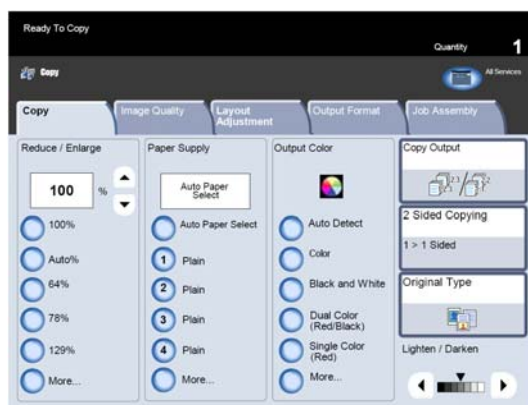 Ready To Copy
Quantity 1
Copy
All Services
Copy
Image Quality
Layout
Adjustment
Output Format
Job Assembly
Reduce / Enlarge
100 %
100%
Auto%
64%
78%
129%
More...
Paper Supply
Auto Paper
Select
Auto Paper Select
1 Plain
2 Plain
3 Plain
4 Plain
More...
Output Color
Auto Detect
Color
Black and White
Dual Color
(Red/Black)
Single Color
(Red)
More...
Copy Output
2 Sided Copying
1 > 1 Sided
Original Type
Lighten / Darken